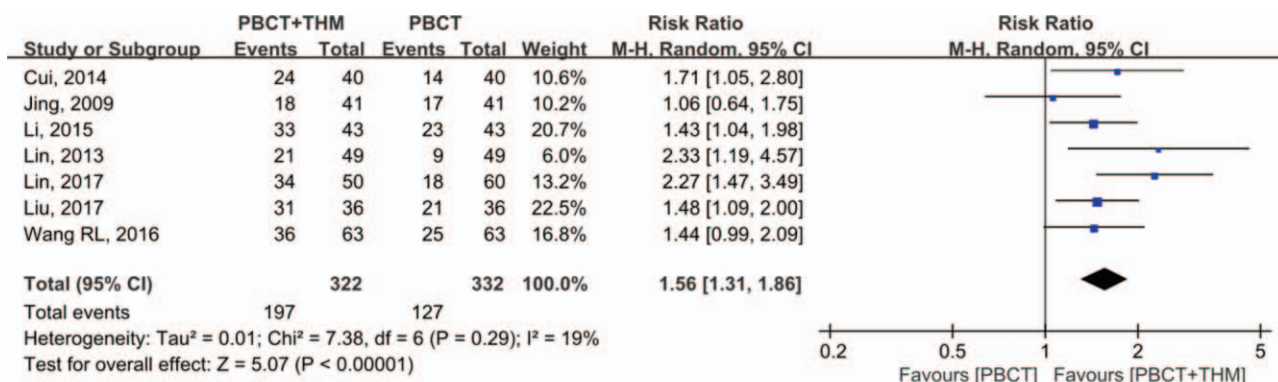 PBCT+THM PBCT Risk Ratio Risk Ratio
Study or Subgroup Events Total Events Total Weight M-H, Random, 95% CI M-H, Random, 95% CI
Cui, 2014 24 40 14 40 10.6% 1.71 [1.05, 2.80]
Jing, 2009 18 41 17 41 10.2% 1.06 [0.64, 1.75]
Li, 2015 33 43 23 43 20.7% 1.43 [1.04, 1.98]
Lin, 2013 21 49 9 49 6.0% 2.33 [1.19, 4.57]
Lin, 2017 34 50 18 60 13.2% 2.27 [1.47, 3.49]
Liu, 2017 31 36 21 36 22.5% 1.48 [1.09, 2.00]
Wang RL, 2016 36 63 25 63 16.8% 1.44 [0.99, 2.09]
Total (95% CI) 322 332 100.0% 1.56 [1.31, 1.86]
Total events 197 127
Heterogeneity: Tau² = 0.01; Chi² = 7.38, df = 6 (P = 0.29); I² = 19%
Test for overall effect: Z = 5.07 (P < 0.00001)
0.2 0.5 1 2 5
Favours [PBCT] Favours [PBCT+THM]